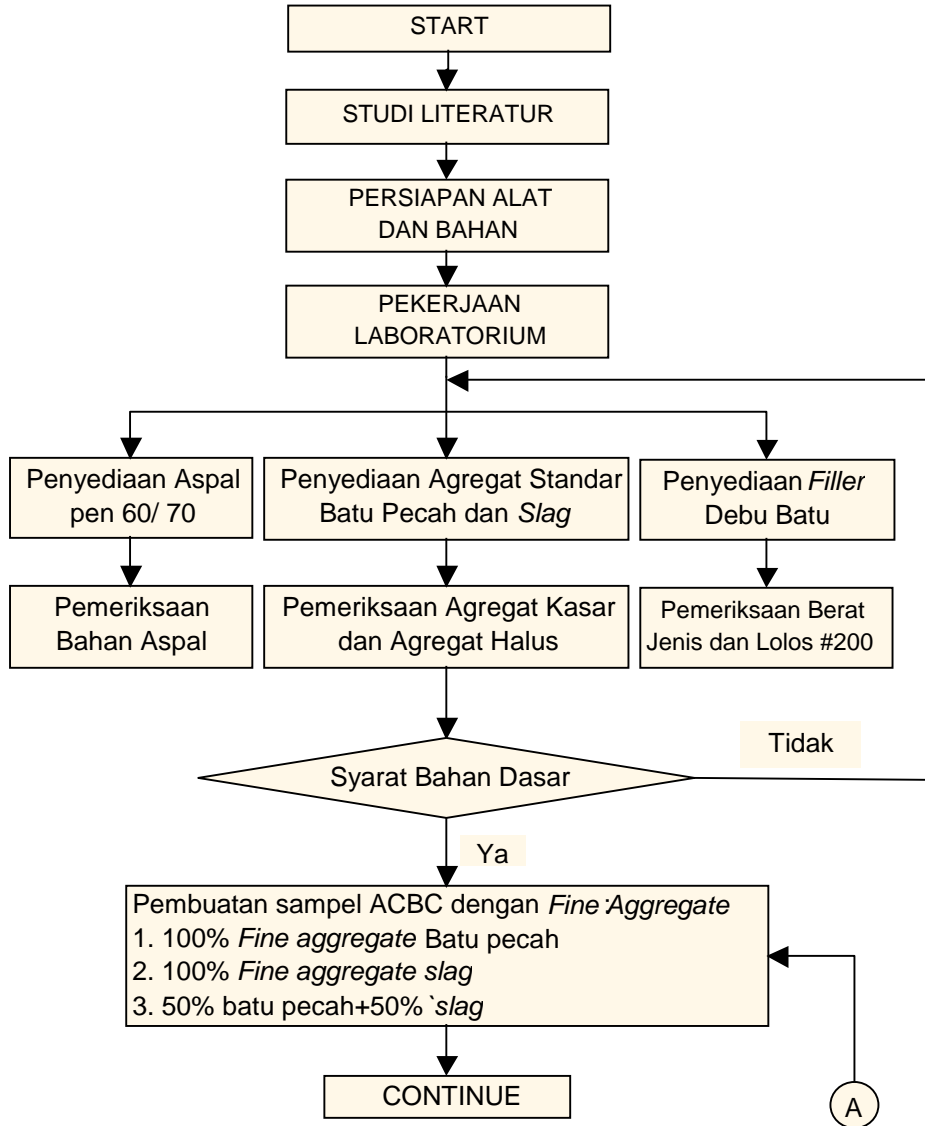 START
STUDI LITERATUR
PERSIAPAN ALAT
DAN BAHAN
PEKERJAAN
LABORATORIUM
Penyediaan Aspal
pen 60/ 70
Penyediaan Agregat Standar
Batu Pecah dan Slag
Penyediaan Filler
Debu Batu
Pemeriksaan
Bahan Aspal
Pemeriksaan Agregat Kasar
dan Agregat Halus
Pemeriksaan Berat
Jenis dan Lolos #200
Syarat Bahan Dasar
Tidak
Ya
Pembuatan sampel ACBC dengan Fine:Aggregate
1. 100% Fine aggregate Batu pecah
2. 100% Fine aggregate slag
3. 50% batu pecah+50% `slag
CONTINUE
A